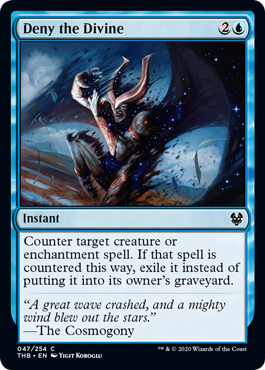 Deny the Divine 2
Instant
Counter target creature or
enchantment spell. If that spell is
countered this way, exile it instead of
putting it into its owner's graveyard.
"A great wave crashed, and a mighty
wind blew out the stars."
—The Cosmogony
047/254 C
THB • EN YIGIT KOROGLU
™ & © 2020 Wizards of the Coast